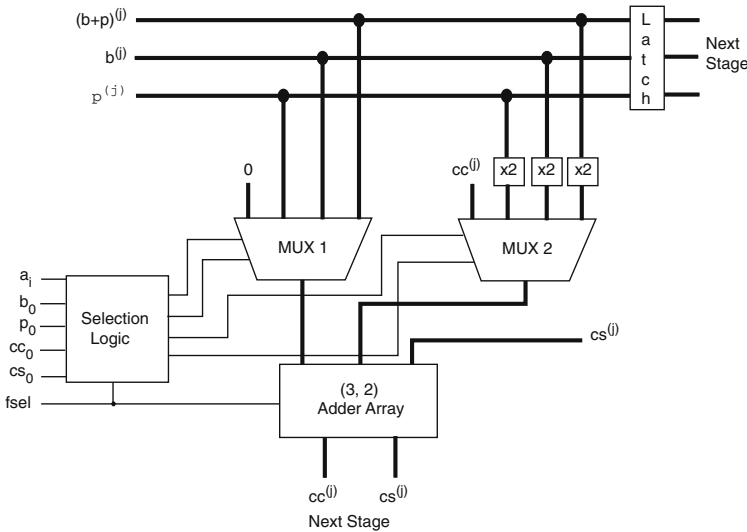 (b+p)^(j)
b^(j)
p^(j)
L
a
t
c
h
Next
Stage
0
cc^(j)
x2
x2
x2
MUX 1
MUX 2
a_i
b_0
p_0
cc_0
cs_0
fsel
Selection
Logic
cs^(j)
(3, 2)
Adder Array
cc^(j)
cs^(j)
Next Stage